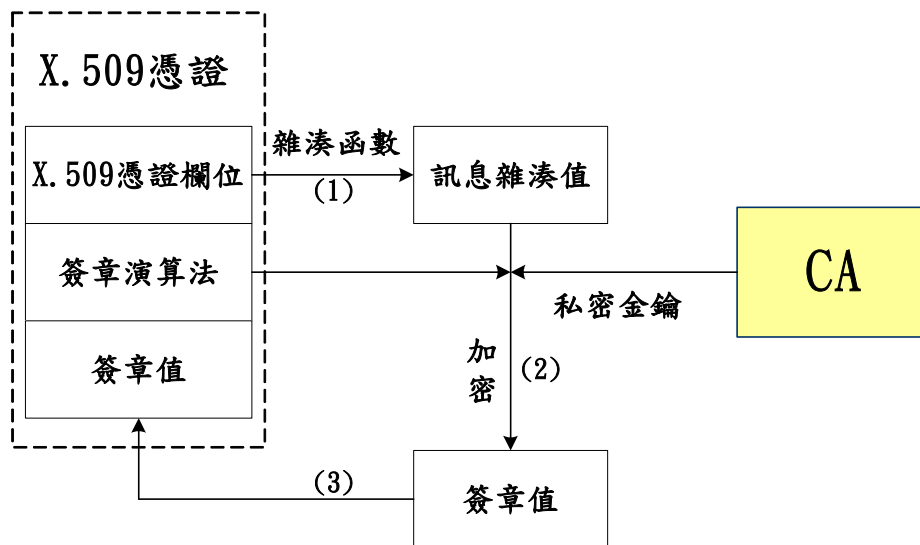 X.509憑證
X.509憑證欄位
簽章演算法
簽章值
雜湊函數
(1)
訊息雜湊值
CA
私密金鑰
加密
(2)
(3)
簽章值